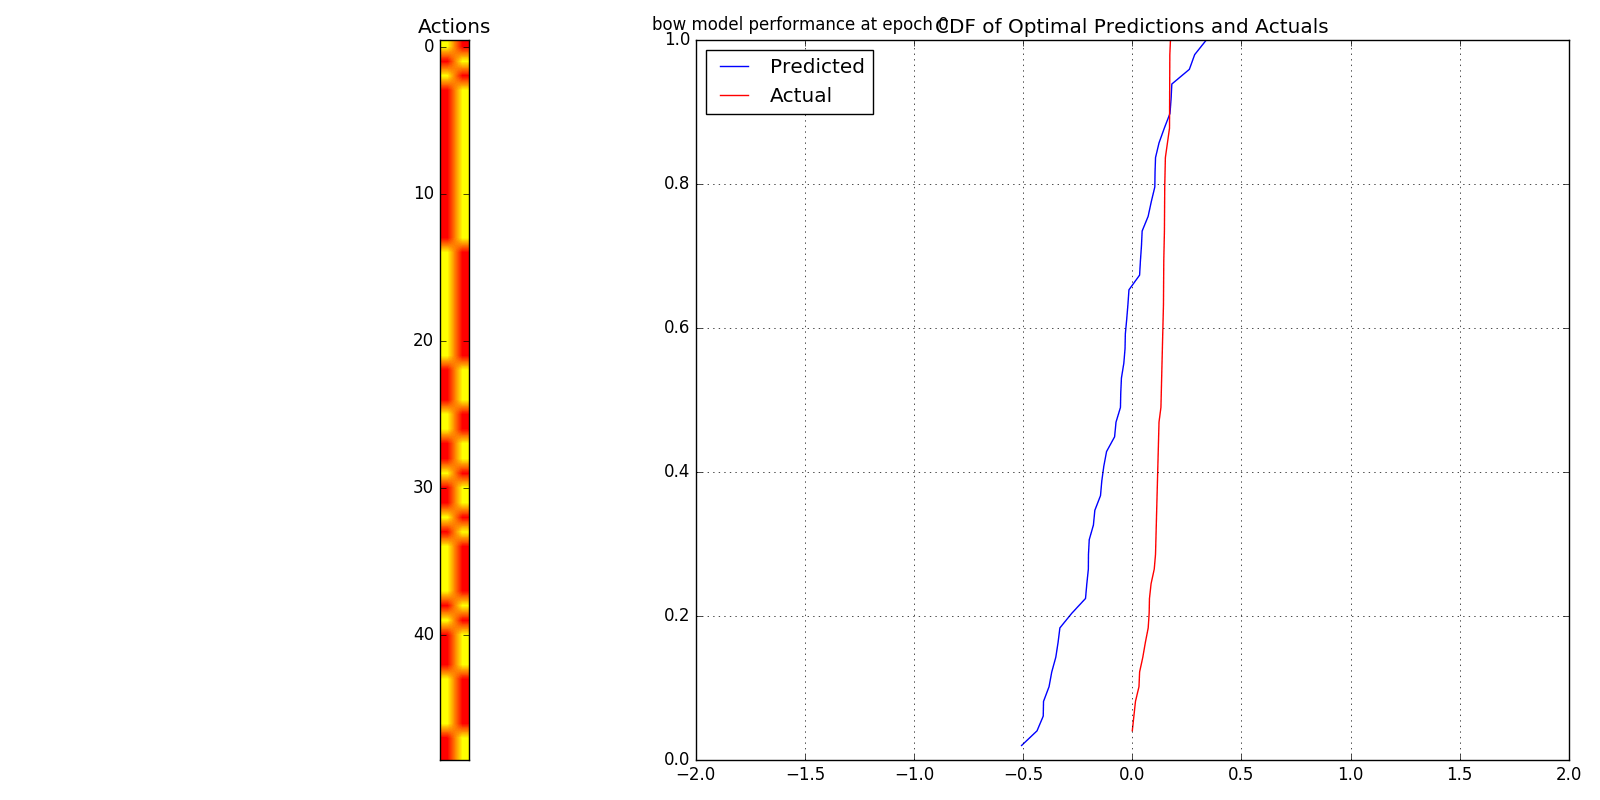 Actions
0
10
20
30
40
bow model performance at epoch 0
CDF of Optimal Predictions and Actuals
Predicted
Actual
1.0
0.8
0.6
0.4
0.2
0.0
−2.0 −1.5 −1.0 −0.5 0.0 0.5 1.0 1.5 2.0